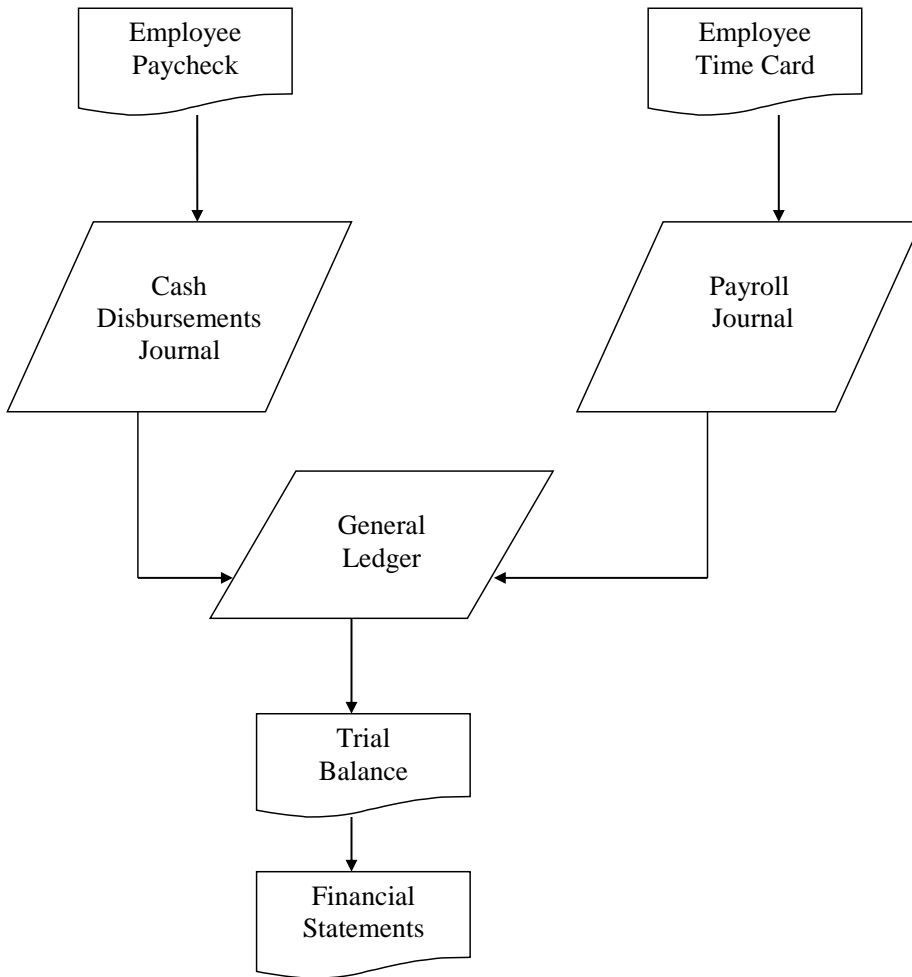 Employee
Paycheck
Employee
Time Card
Cash
Disbursements
Journal
Payroll
Journal
General
Ledger
Trial
Balance
Financial
Statements